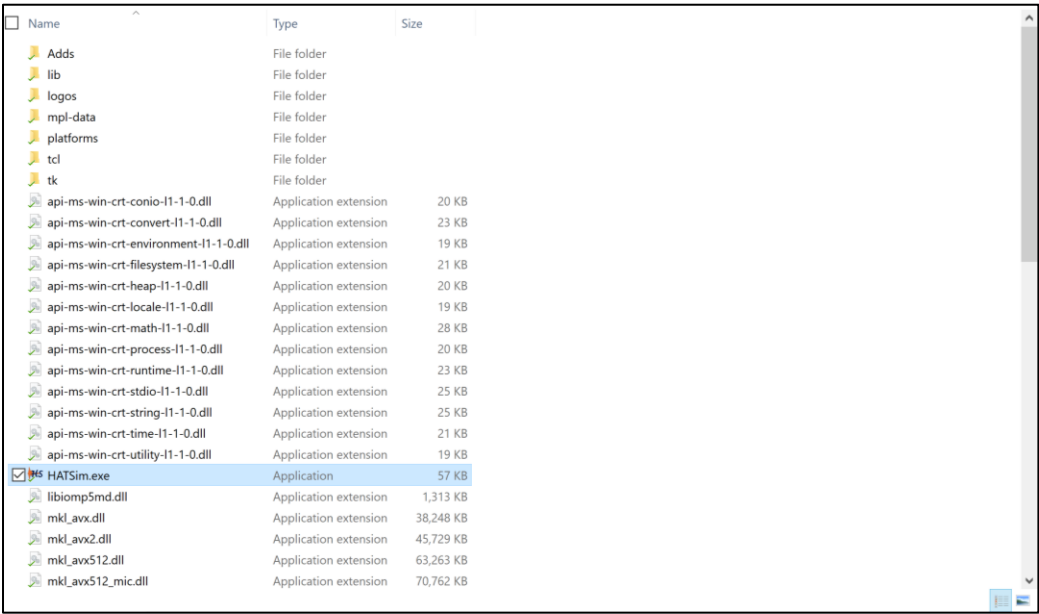 Name Type Size
Adds File folder
lib File folder
logos File folder
mpl-data File folder
platforms File folder
tcl File folder
tk File folder
api-ms-win-crt-conio-l1-1-0.dll Application extension 20 KB
api-ms-win-crt-convert-l1-1-0.dll Application extension 23 KB
api-ms-win-crt-environment-l1-1-0.dll Application extension 19 KB
api-ms-win-crt-filesystem-l1-1-0.dll Application extension 21 KB
api-ms-win-crt-heap-l1-1-0.dll Application extension 20 KB
api-ms-win-crt-locale-l1-1-0.dll Application extension 19 KB
api-ms-win-crt-math-l1-1-0.dll Application extension 28 KB
api-ms-win-crt-process-l1-1-0.dll Application extension 20 KB
api-ms-win-crt-runtime-l1-1-0.dll Application extension 23 KB
api-ms-win-crt-stdio-l1-1-0.dll Application extension 25 KB
api-ms-win-crt-string-l1-1-0.dll Application extension 25 KB
api-ms-win-crt-time-l1-1-0.dll Application extension 21 KB
api-ms-win-crt-utility-l1-1-0.dll Application extension 19 KB
HATSim.exe Application 57 KB
libiomp5md.dll Application extension 1,313 KB
mkl_avx.dll Application extension 38,248 KB
mkl_avx2.dll Application extension 45,729 KB
mkl_avx512.dll Application extension 63,263 KB
mkl_avx512_mic.dll Application extension 70,762 KB